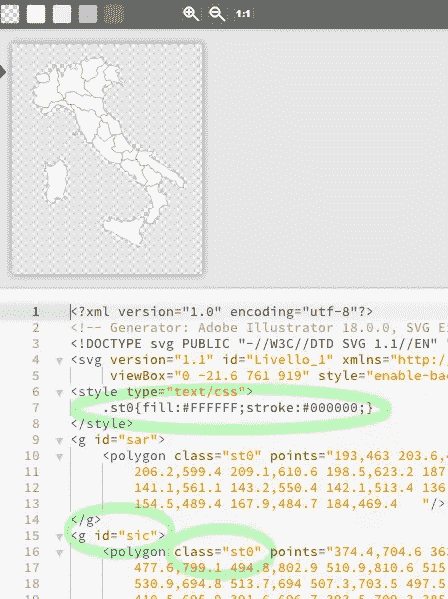 1:1
1 <?xml version="1.0" encoding="utf-8"?>
2 <!-- Generator: Adobe Illustrator 18.0.0, SVG E
3 <!DOCTYPE svg PUBLIC "-//W3C//DTD SVG 1.1//EN" "
4 <svg version="1.1" id="Livello_1" xmlns="http:/
5 viewBox="0 -21.6 761 919" style="enable-bac
6 <style type="text/css">
7 .st0{fill:#FFFFFF;stroke:#000000;}
8 </style>
9 <g id="sar">
10 <polygon class="st0" points="193,463 203.6,4
11 206.2,599.4 209.1,610.6 198.5,623.2 187
12 141.1,561.1 143.2,550.4 142.1,513.4 136
13 154.5,489.4 167.9,484.7 184,469.4 "/>
14 </g>
15 <g id="sic">
16 <polygon class="st0" points="374.4,704.6 363
17 477.6,799.1 494.8,802.9 510.9,810.6 515
18 530.9,694.8 513.7,694 507.3,703.5 497.5